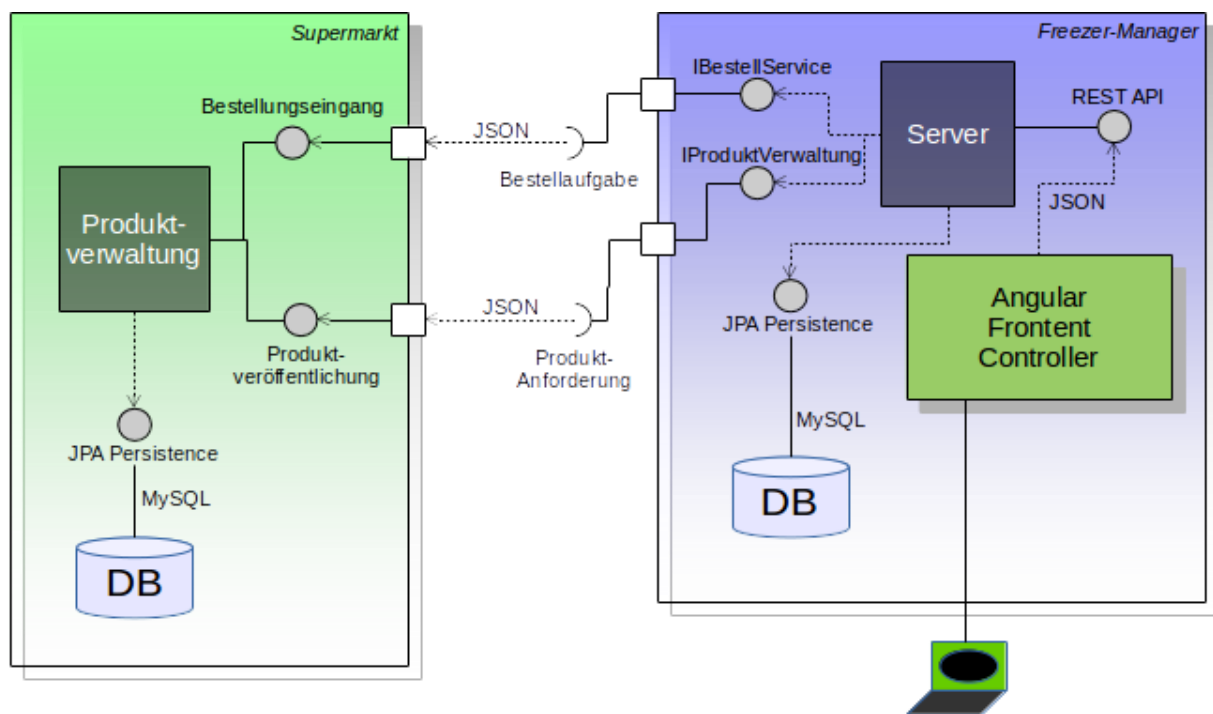 Supermarkt
Bestellungseingang
Produkt-
verwaltung
Produkt-
veröffentlichung
JPA Persistence
MySQL
DB
JSON
Bestellaufgabe
JSON
Produkt-
Anforderung
Freezer-Manager
IBestellService
IProduktVerwaltung
Server
REST API
JSON
JPA Persistence
MySQL
DB
Angular
Frontent
Controller